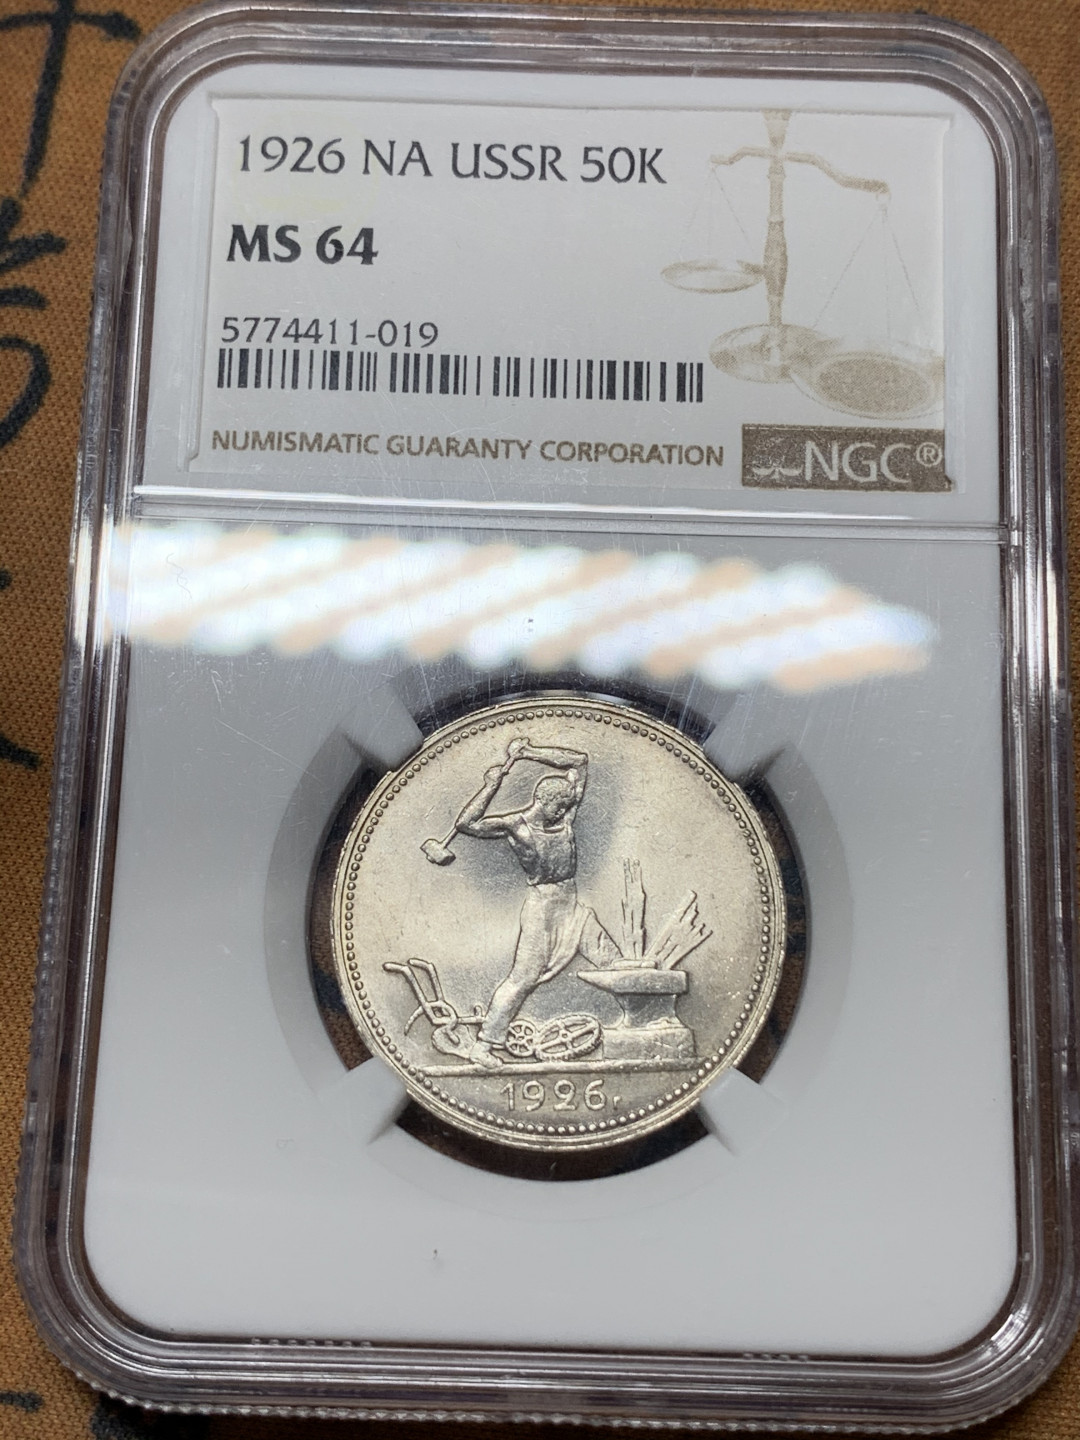 1926 NA USSR 50K
MS 64
5774411-019
NUMISMATIC GUARANTY CORPORATION
NGC®
1926г.